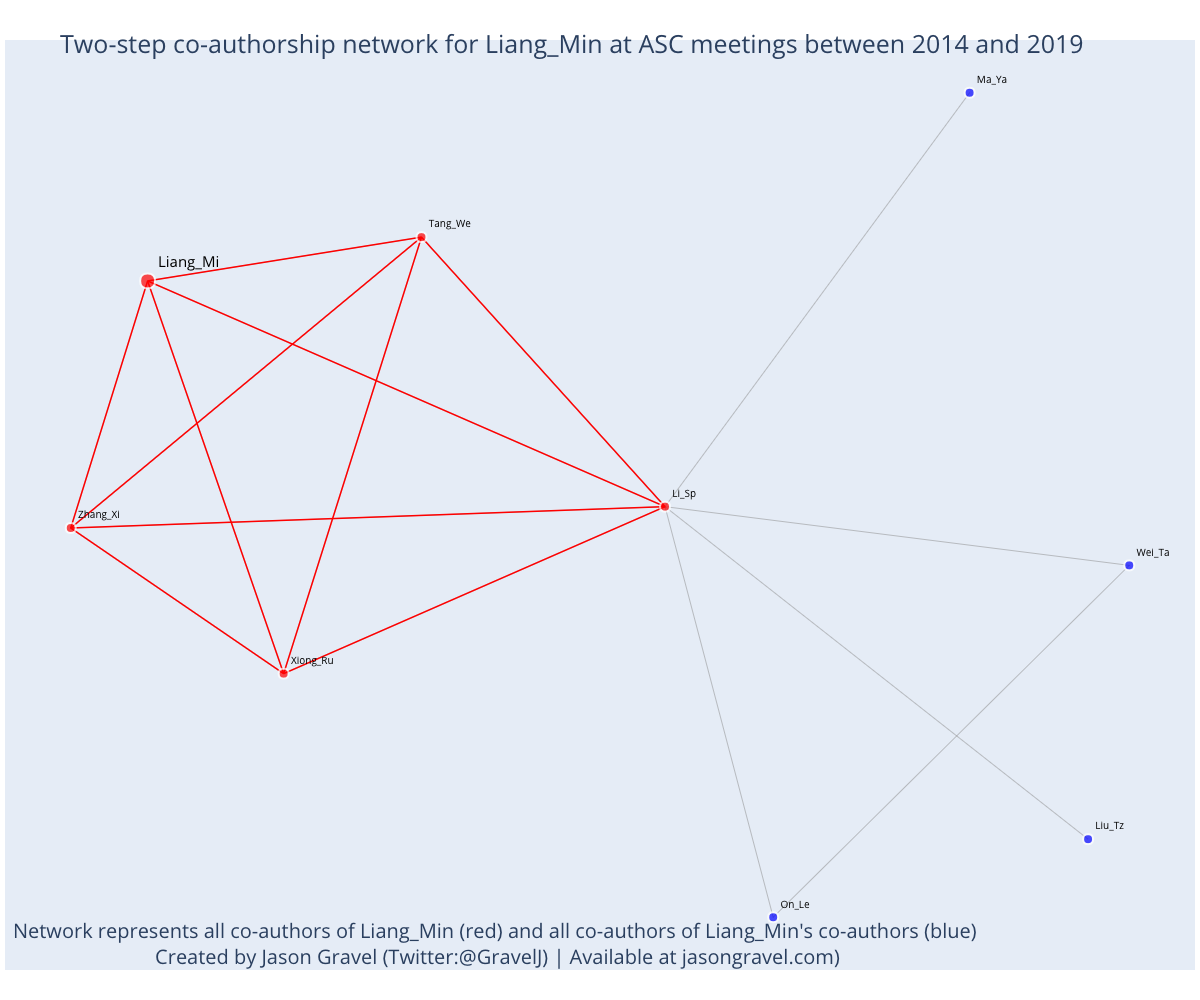 Two-step co-authorship network for Liang_Min at ASC meetings between 2014 and 2019
Ma_Ya
Tang_We
Liang_Mi
Li_Sp
Zhang_Xi
Wei_Ta
Xiong_Ru
Liu_Tz
On_Le
Network represents all co-authors of Liang_Min (red) and all co-authors of Liang_Min's co-authors (blue)
Created by Jason Gravel (Twitter:@GravelJ) | Available at jasongravel.com)